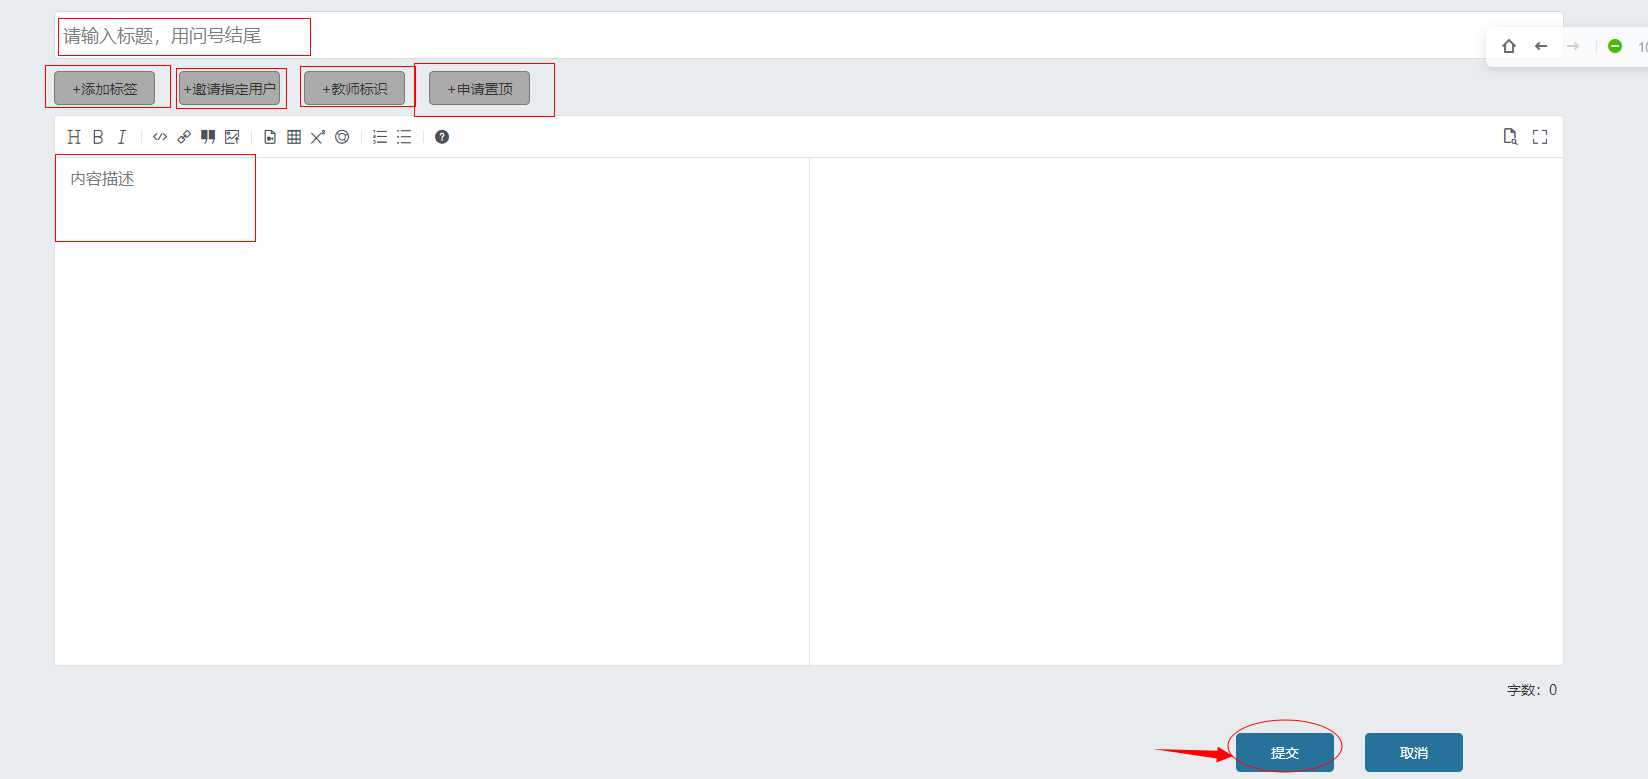 请输入标题，用问号结尾
+添加标签 +邀请指定用户 +教师标识 +申请置顶
H B I
内容描述
字数：0
提交 取消